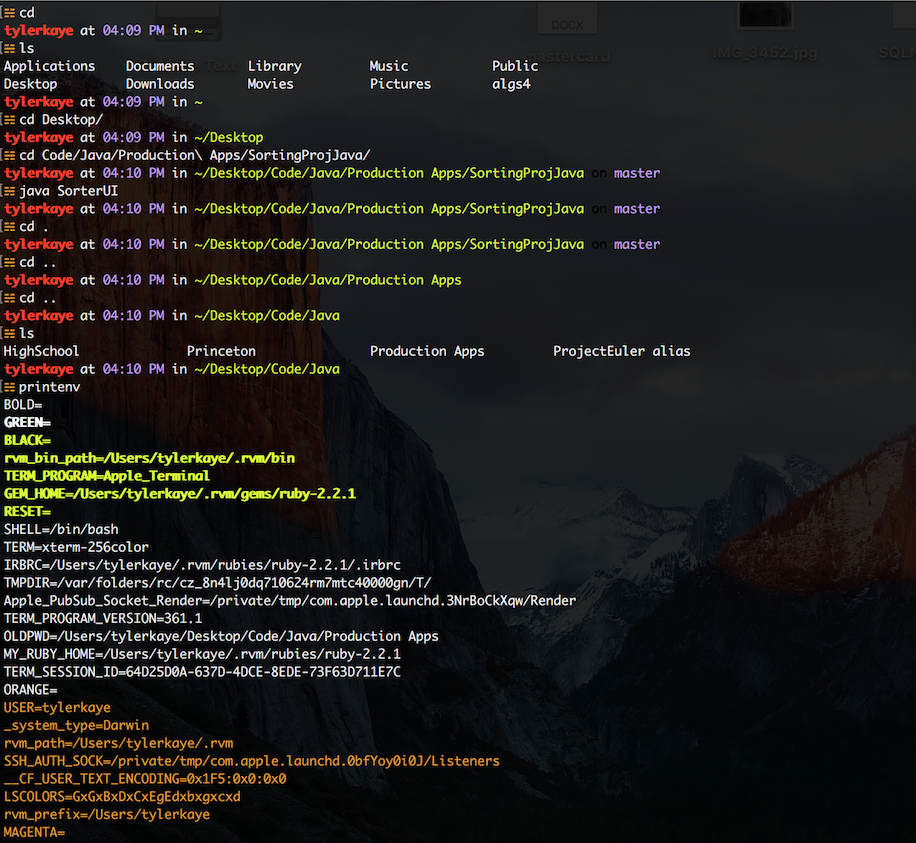 cd
tylerkaye at 04:09 PM in ~
ls
Applications Documents Library Music Public
Desktop Downloads Movies Pictures algs4
tylerkaye at 04:09 PM in ~
cd Desktop/
tylerkaye at 04:09 PM in ~/Desktop
cd Code/Java/Production\ Apps/SortingProjJava/
tylerkaye at 04:10 PM in ~/Desktop/Code/Java/Production Apps/SortingProjJava on master
java SorterUI
tylerkaye at 04:10 PM in ~/Desktop/Code/Java/Production Apps/SortingProjJava on master
cd .
tylerkaye at 04:10 PM in ~/Desktop/Code/Java/Production Apps/SortingProjJava on master
cd ..
tylerkaye at 04:10 PM in ~/Desktop/Code/Java/Production Apps
cd ..
tylerkaye at 04:10 PM in ~/Desktop/Code/Java
ls
HighSchool Princeton Production Apps ProjectEuler alias
tylerkaye at 04:10 PM in ~/Desktop/Code/Java
printenv
BOLD=
GREEN=
BLACK=
rvm_bin_path=/Users/tylerkaye/.rvm/bin
TERM_PROGRAM=Apple_Terminal
GEM_HOME=/Users/tylerkaye/.rvm/gems/ruby-2.2.1
RESET=
SHELL=/bin/bash
TERM=xterm-256color
IRBRC=/Users/tylerkaye/.rvm/rubies/ruby-2.2.1/.irbrc
TMPDIR=/var/folders/rc/cz_8n4lj0dq710624rm7mtc40000gn/T/
Apple_PubSub_Socket_Render=/private/tmp/com.apple.launchd.3NrBoCkXqw/Render
TERM_PROGRAM_VERSION=361.1
OLDPWD=/Users/tylerkaye/Desktop/Code/Java/Production Apps
MY_RUBY_HOME=/Users/tylerkaye/.rvm/rubies/ruby-2.2.1
TERM_SESSION_ID=64D25D0A-637D-4DCE-8EDE-73F63D711E7C
ORANGE=
USER=tylerkaye
_system_type=Darwin
rvm_path=/Users/tylerkaye/.rvm
SSH_AUTH_SOCK=/private/tmp/com.apple.launchd.0bfYoy0i0J/Listeners
__CF_USER_TEXT_ENCODING=0x1F5:0x0:0x0
LSCOLORS=GxGxBxDxCxEgEdxbxgxcxd
rvm_prefix=/Users/tylerkaye
MAGENTA=
DOCX
mastercard
IMG_3452.jpg